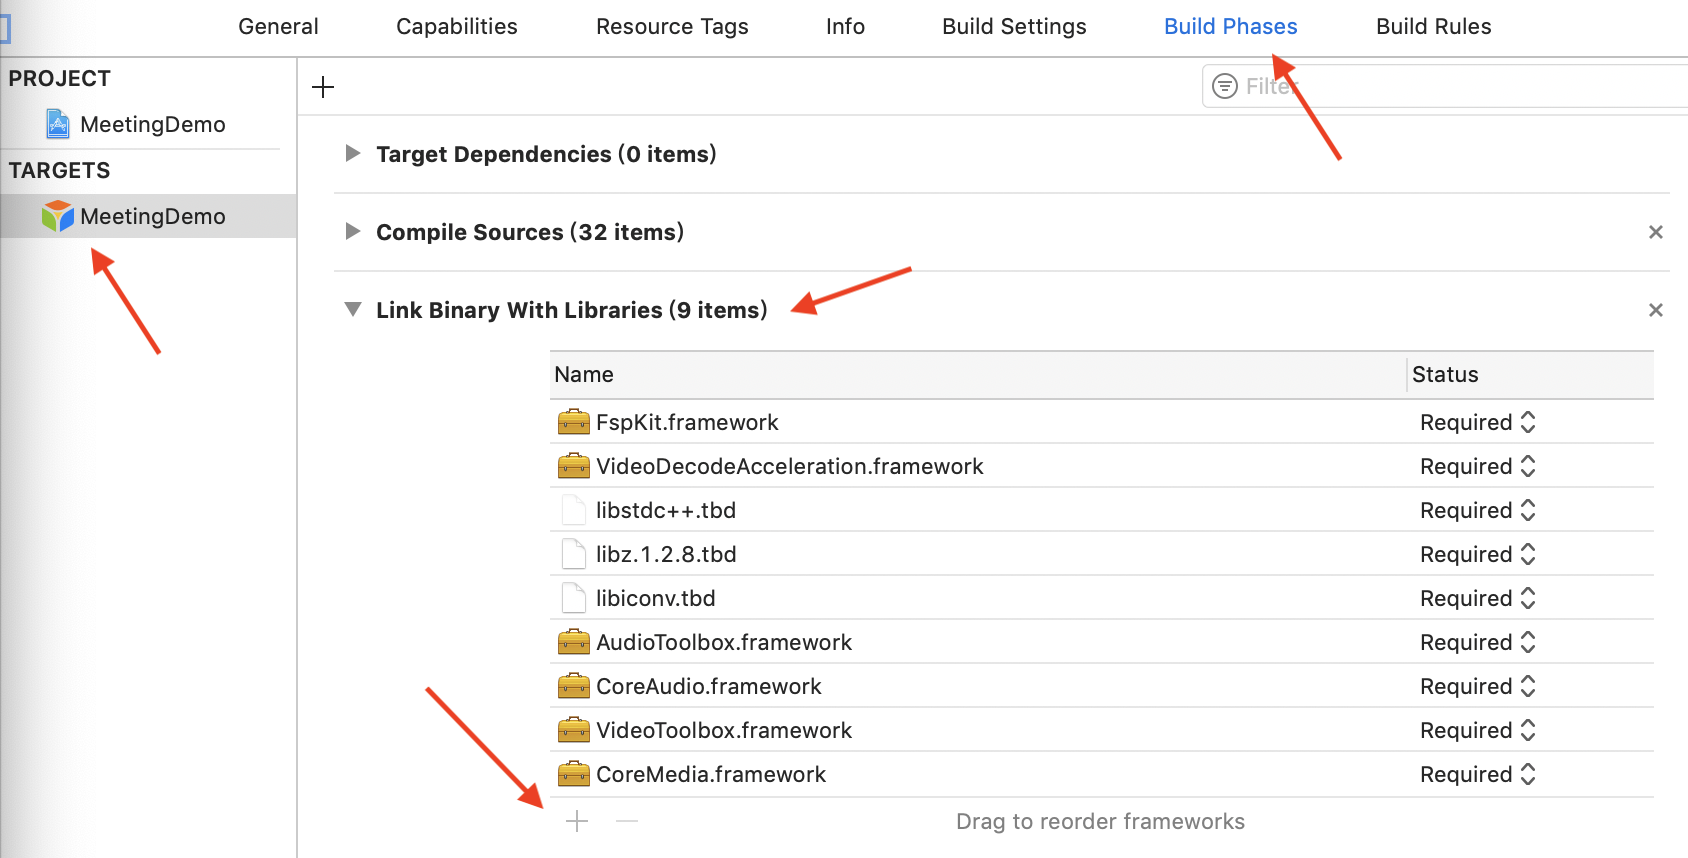 General Capabilities Resource Tags Info Build Settings Build Phases Build Rules
PROJECT
MeetingDemo
TARGETS
MeetingDemo
Filter
Target Dependencies (0 items)
Compile Sources (32 items)
Link Binary With Libraries (9 items)
Name Status
FspKit.framework Required
VideoDecodeAcceleration.framework Required
libstdc++.tbd Required
libz.1.2.8.tbd Required
libiconv.tbd Required
AudioToolbox.framework Required
CoreAudio.framework Required
VideoToolbox.framework Required
CoreMedia.framework Required
Drag to reorder frameworks